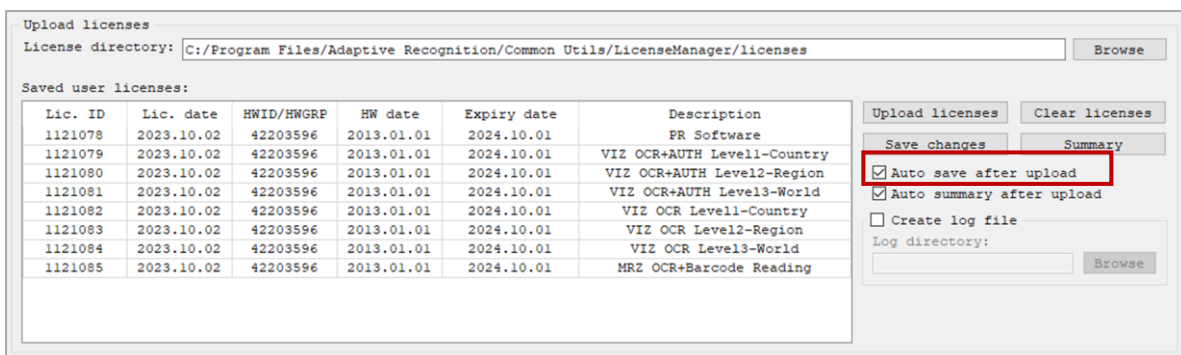 Upload licenses
License directory: C:/Program Files/Adaptive Recognition/Common Utils/LicenseManager/licenses Browse
Saved user licenses:
Lic. ID Lic. date HWID/HWGRP HW date Expiry date Description
1121078 2023.10.02 42203596 2013.01.01 2024.10.01 PR Software
1121079 2023.10.02 42203596 2013.01.01 2024.10.01 VIZ OCR+AUTH Level1-Country
1121080 2023.10.02 42203596 2013.01.01 2024.10.01 VIZ OCR+AUTH Level2-Region
1121081 2023.10.02 42203596 2013.01.01 2024.10.01 VIZ OCR+AUTH Level3-World
1121082 2023.10.02 42203596 2013.01.01 2024.10.01 VIZ OCR Level1-Country
1121083 2023.10.02 42203596 2013.01.01 2024.10.01 VIZ OCR Level2-Region
1121084 2023.10.02 42203596 2013.01.01 2024.10.01 VIZ OCR Level3-World
1121085 2023.10.02 42203596 2013.01.01 2024.10.01 MRZ OCR+Barcode Reading
Upload licenses Clear licenses
Save changes Summary
Auto save after upload
Auto summary after upload
Create log file
Log directory:
Browse